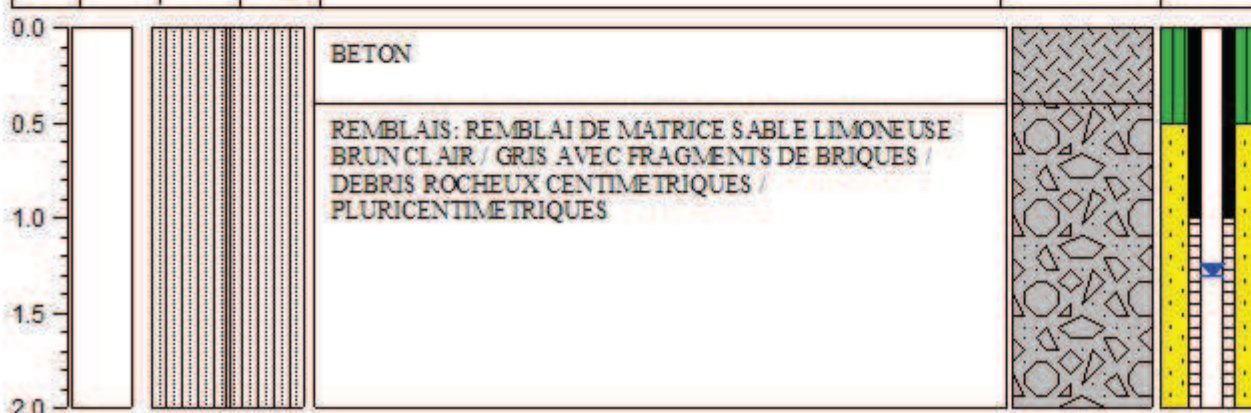 0.0
BETON
0.5
REMBLAIS: REMBLAI DE MATRICE SABLE LIMONEUSE
BRUN CLAIR / GRIS AVEC FRAGMENTS DE BRIQUES /
DEBRIS ROCHEUX CENTIMETRIQUES /
PLURICENTIMETRIQUES
1.0
1.5
2.0